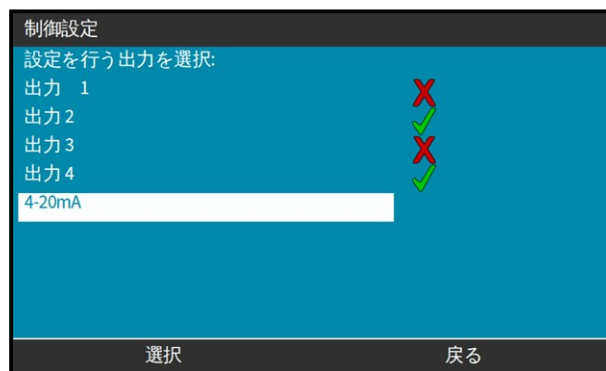 制御設定
設定を行う出力を選択:
出力　1
出力 2
出力 3
出力 4
4-20mA
選択 戻る